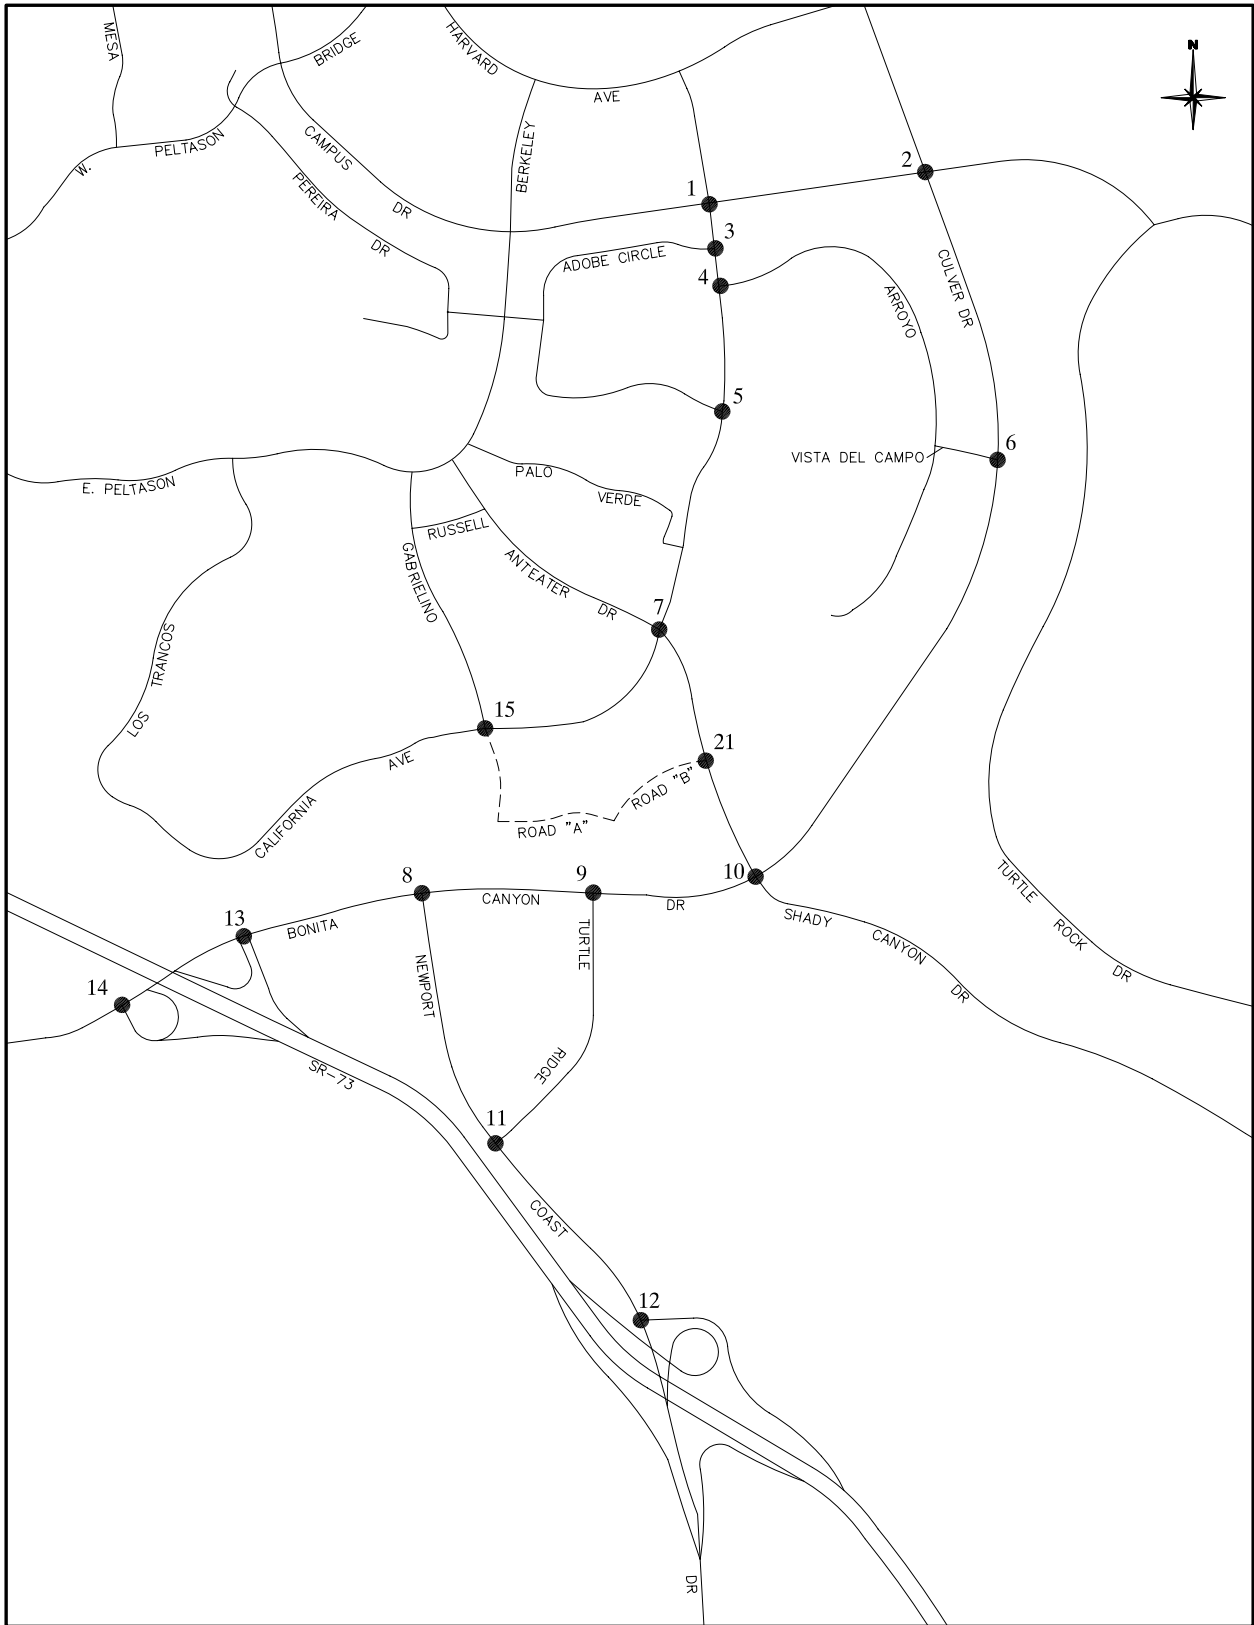 MESA
BRIDGE
HARVARD
AVE
N
W.
PELTASON
CAMPUS
DR
PEREIRA
DR
BERKELEY
1
2
3
ADOBE CIRCLE
4
ARROYO
CULVER DR
5
6
VISTA DEL CAMPO
E. PELTASON
PALO
VERDE
RUSSELL
GABRIELINO
ANTEATER
DR
7
LOS
TRANCOS
15
21
CALIFORNIA
AVE
ROAD "A"
ROAD "B"
8
9
10
13
BONITA
CANYON
DR
SHADY
CANYON
DR
TURTLE
ROCK
DR
14
NEWPORT
TURTLE
RIDGE
SR-73
11
COAST
12
DR